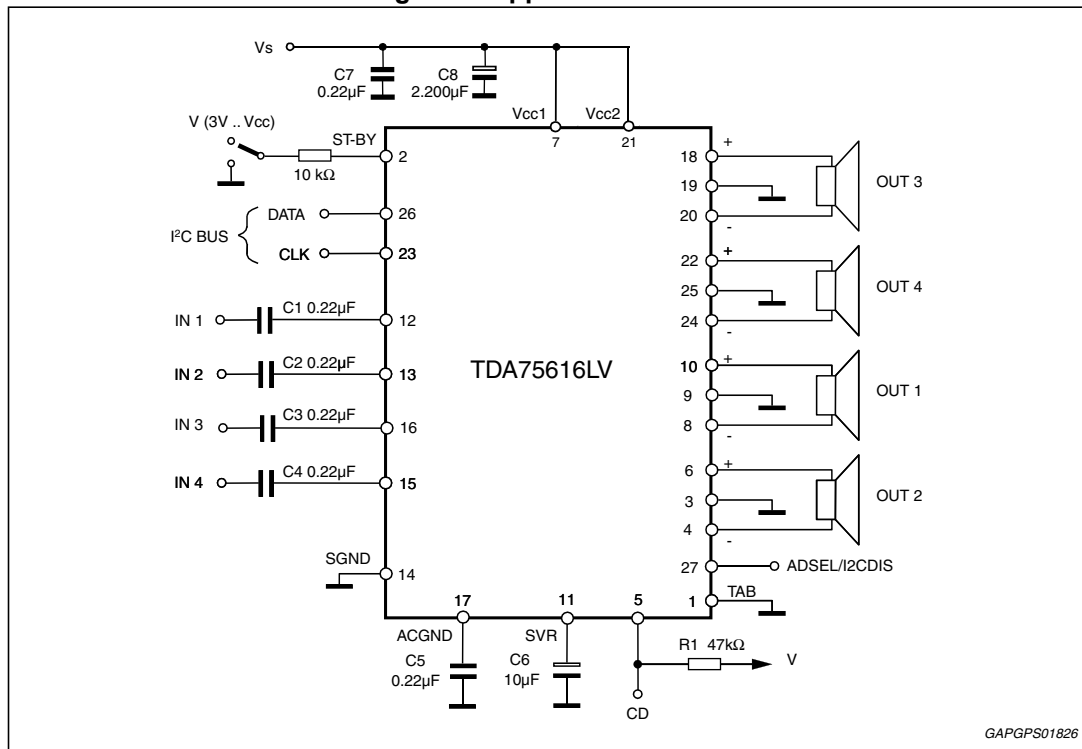 Vs
C7
0.22µF
C8
2.200µF
Vcc1
Vcc2
7
21
V (3V .. Vcc)
ST-BY
2
10 kΩ
I²C BUS
DATA
26
CLK
23
IN 1
C1 0.22µF
12
IN 2
C2 0.22µF
13
IN 3
C3 0.22µF
16
IN 4
C4 0.22µF
15
SGND
14
TDA75616LV
18
+
19
20
-
OUT 3
22
+
25
24
-
OUT 4
10
+
9
8
-
OUT 1
6
+
3
4
-
OUT 2
27
ADSEL/I2CDIS
1
TAB
17
11
5
ACGND
SVR
C5
0.22µF
C6
10µF
R1 47kΩ
V
CD
GAPGPS01826